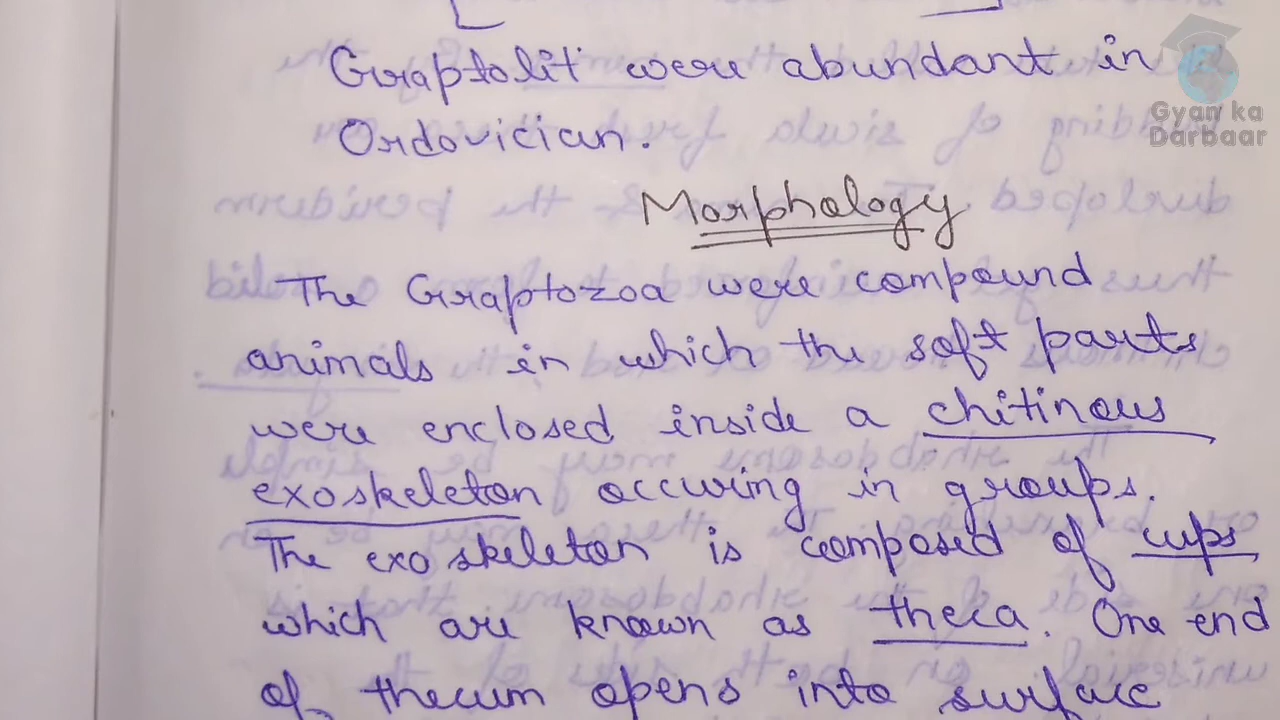 Graptolit were abundant in
Ordovician.
Morphology
The Graptozoa were compound
animals in which the soft parts
were enclosed inside a chitinous
exoskeleton occuring in groups.
The exoskeleton is composed of cups
which are known as theca. One end
of thecum opens into surface
Gyan ka
Darbaar